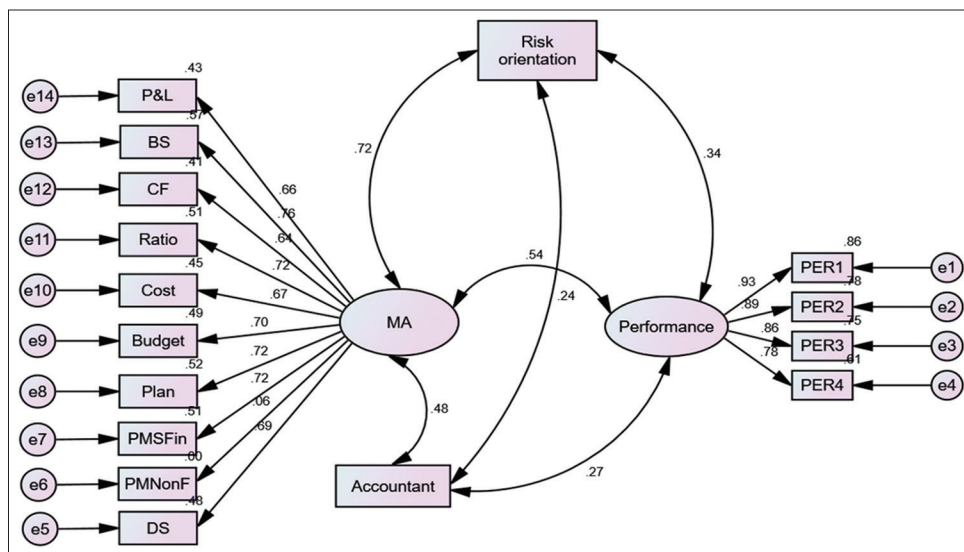 Risk
orientation
.43
e14
P&L
.57
e13
BS
.41
e12
CF
.51
e11
Ratio
.45
e10
Cost
.49
e9
Budget
.52
e8
Plan
.51
e7
PMSFin
.00
e6
PMNonF
.48
e5
DS
.66
.76
.64
.72
.67
.70
.72
.72
.06
.69
MA
.72
.34
.54
.24
.48
.27
Accountant
Performance
.93
.89
.86
.78
.86
PER1
e1
.78
PER2
e2
.75
PER3
e3
.61
PER4
e4